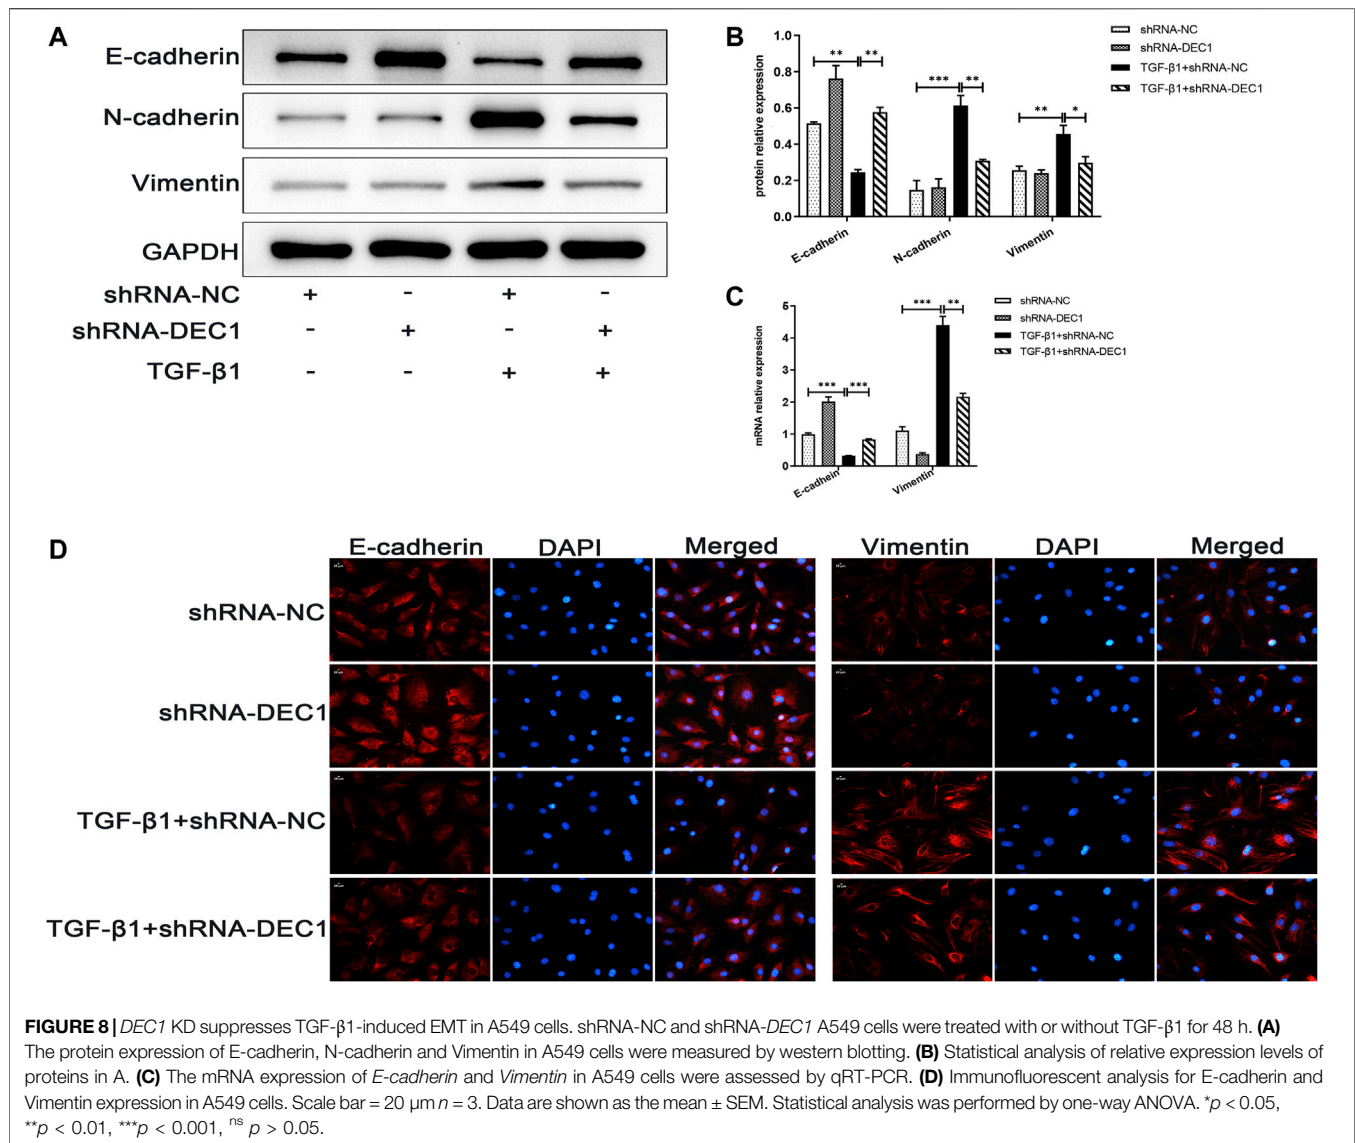 A
E-cadherin
N-cadherin
Vimentin
GAPDH
shRNA-NC + - + -
shRNA-DEC1 - + - +
TGF-β1 - - + +
B
protein relative expression
1.0
0.8
0.6
0.4
0.2
0.0
** **
*** **
** *
E-cadherin
N-cadherin
Vimentin
shRNA-NC
shRNA-DEC1
TGF-β1+shRNA-NC
TGF-β1+shRNA-DEC1
C
mRNA relative expression
5
4
3
2
1
0
*** ***
*** **
E-cadhein
Vimentin
shRNA-NC
shRNA-DEC1
TGF-β1+shRNA-NC
TGF-β1+shRNA-DEC1
D
E-cadherin DAPI Merged Vimentin DAPI Merged
shRNA-NC
shRNA-DEC1
TGF-β1+shRNA-NC
TGF-β1+shRNA-DEC1
FIGURE 8 | DEC1 KD suppresses TGF-β1-induced EMT in A549 cells. shRNA-NC and shRNA-DEC1 A549 cells were treated with or without TGF-β1 for 48 h. (A)
The protein expression of E-cadherin, N-cadherin and Vimentin in A549 cells were measured by western blotting. (B) Statistical analysis of relative expression levels of
proteins in A. (C) The mRNA expression of E-cadherin and Vimentin in A549 cells were assessed by qRT-PCR. (D) Immunofluorescent analysis for E-cadherin and
Vimentin expression in A549 cells. Scale bar = 20 μm n = 3. Data are shown as the mean ± SEM. Statistical analysis was performed by one-way ANOVA. *p < 0.05,
**p < 0.01, ***p < 0.001, ns p > 0.05.